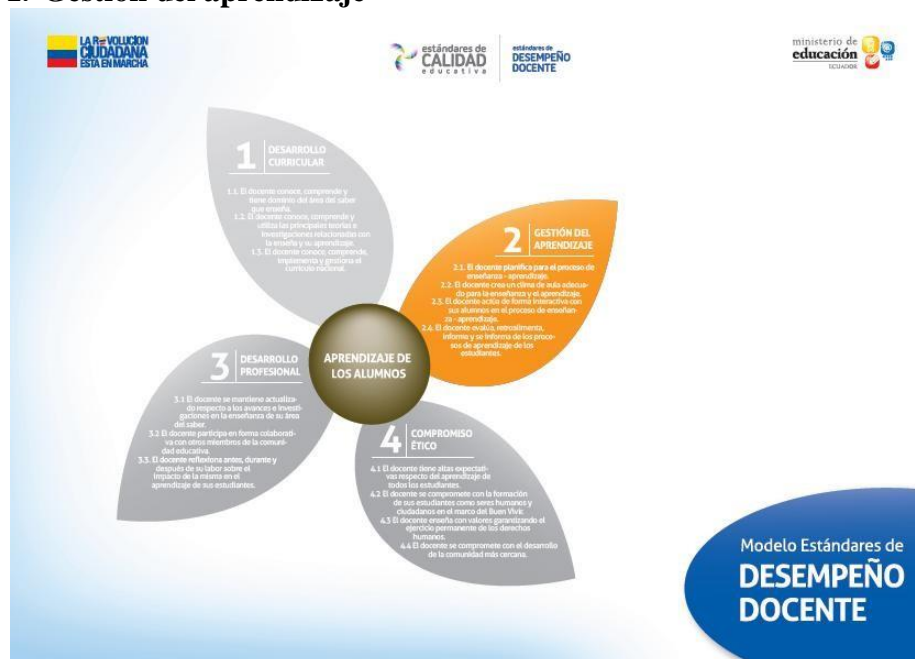 2. Gestión del aprendizaje
LA REVOLUCION
CIUDADANA
ESTA EN MARCHA
estándares de
CALIDAD
educativa
estándares de
DESEMPEÑO
DOCENTE
ministerio de
educación
ECUADOR
1 DESARROLLO
CURRICULAR
1.1. El docente conoce, comprende y
tiene dominio del área del saber
que enseña.
1.2. El docente conoce, comprende y
utiliza las principales teorías e
investigaciones relacionadas con
la enseña y su aprendizaje.
1.3. El docente conoce, comprende,
implementa y gestiona el
currículo nacional.
2 GESTIÓN DEL
APRENDIZAJE
2.1. El docente planifica para el proceso de
enseñanza - aprendizaje.
2.2. El docente crea un clima de aula adecua-
do para la enseñanza y el aprendizaje.
2.3. El docente actúa de forma interactiva con
sus alumnos en el proceso de enseñan-
za - aprendizaje.
2.4. El docente evalúa, retroalimenta,
informa y se informa de los proce-
sos de aprendizaje de los
estudiantes.
APRENDIZAJE DE
LOS ALUMNOS
3 DESARROLLO
PROFESIONAL
3.1 El docente se mantiene actualiza-
do respecto a los avances e investi-
gaciones en la enseñanza de su área
del saber.
3.2 El docente participa en forma colaborati-
va con otros miembros de la comuni-
dad educativa.
3.3. El docente reflexiona antes, durante y
después de su labor sobre el
impacto de la misma en el
aprendizaje de sus estudiantes.
4 COMPROMISO
ÉTICO
4.1 El docente tiene altas expectati-
vas respecto del aprendizaje de
todos los estudiantes.
4.2 El docente se compromete con la formación
de sus estudiantes como seres humanos y
ciudadanos en el marco del Buen Vivir.
4.3 El docente enseña con valores garantizando el
ejercicio permanente de los derechos
humanos.
4.4 El docente se compromete con el desarrollo
de la comunidad más cercana.
Modelo Estándares de
DESEMPEÑO
DOCENTE